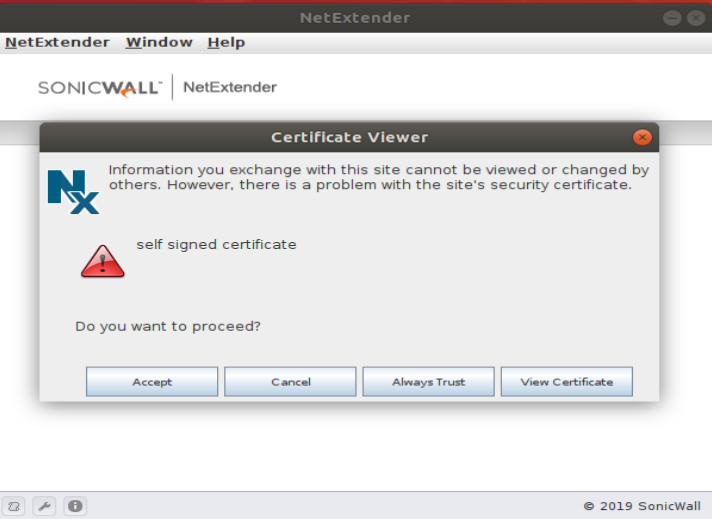 NetExtender
NetExtender Window Help
SONICWALL™ NetExtender
Certificate Viewer
Nx
Information you exchange with this site cannot be viewed or changed by
others. However, there is a problem with the site's security certificate.
self signed certificate
Do you want to proceed?
Accept Cancel Always Trust View Certificate
© 2019 SonicWall